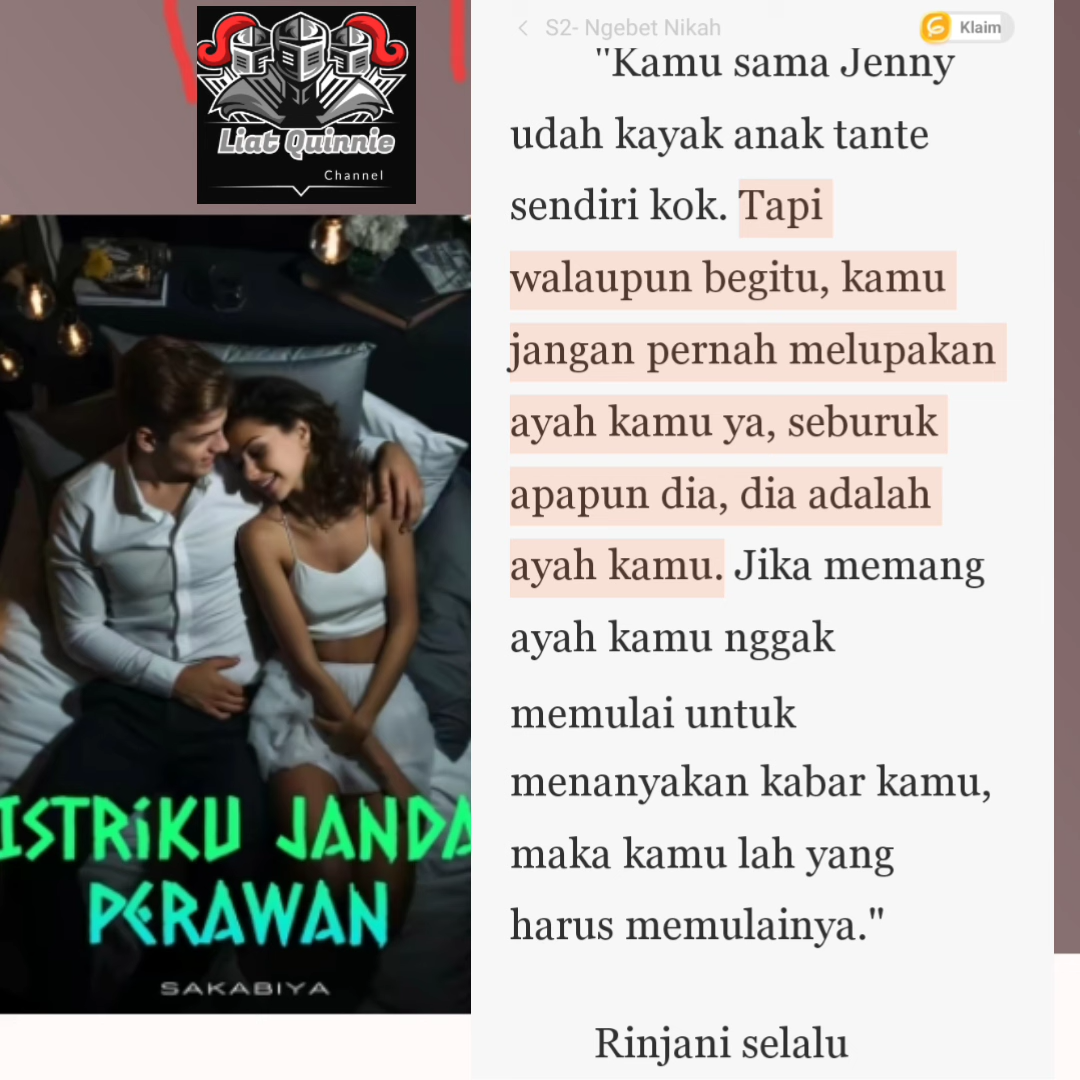 Liat Quinnie
Channel
ISTRIKU JANDA
PERAWAN
SAKABIYA
S2- Ngebet Nikah
Klaim
"Kamu sama Jenny
udah kayak anak tante
sendiri kok. Tapi
walaupun begitu, kamu
jangan pernah melupakan
ayah kamu ya, seburuk
apapun dia, dia adalah
ayah kamu. Jika memang
ayah kamu nggak
memulai untuk
menanyakan kabar kamu,
maka kamu lah yang
harus memulainya."
Rinjani selalu